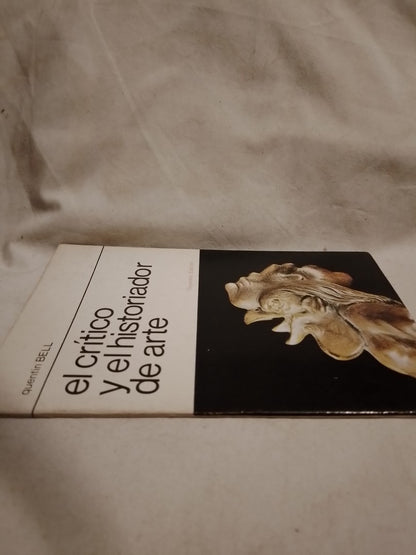 quentin BELL
el crítico
y el historiador
de arte